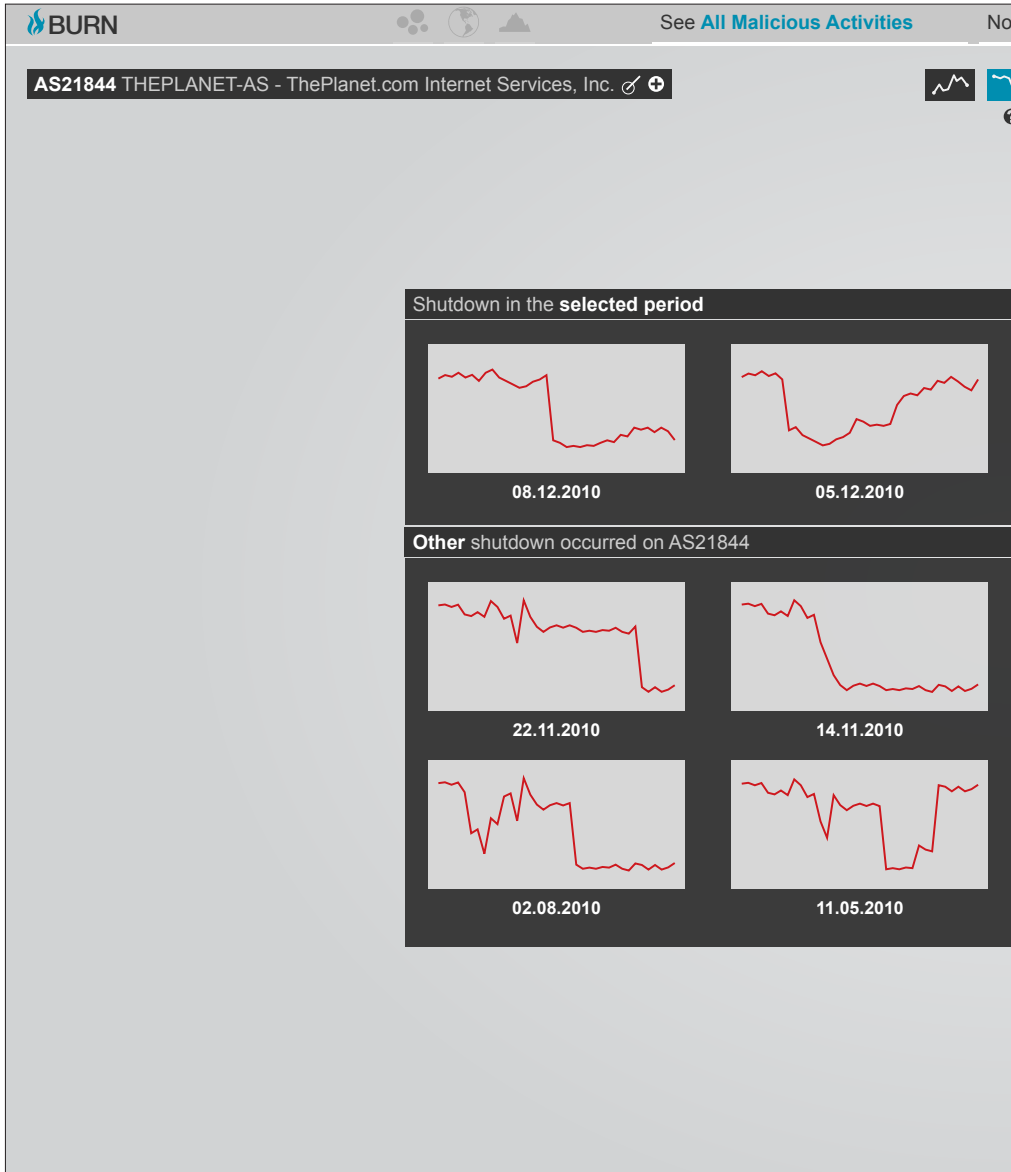 BURN
See All Malicious Activities
No
AS21844 THEPLANET-AS - ThePlanet.com Internet Services, Inc.
Shutdown in the selected period
08.12.2010
05.12.2010
Other shutdown occurred on AS21844
22.11.2010
14.11.2010
02.08.2010
11.05.2010